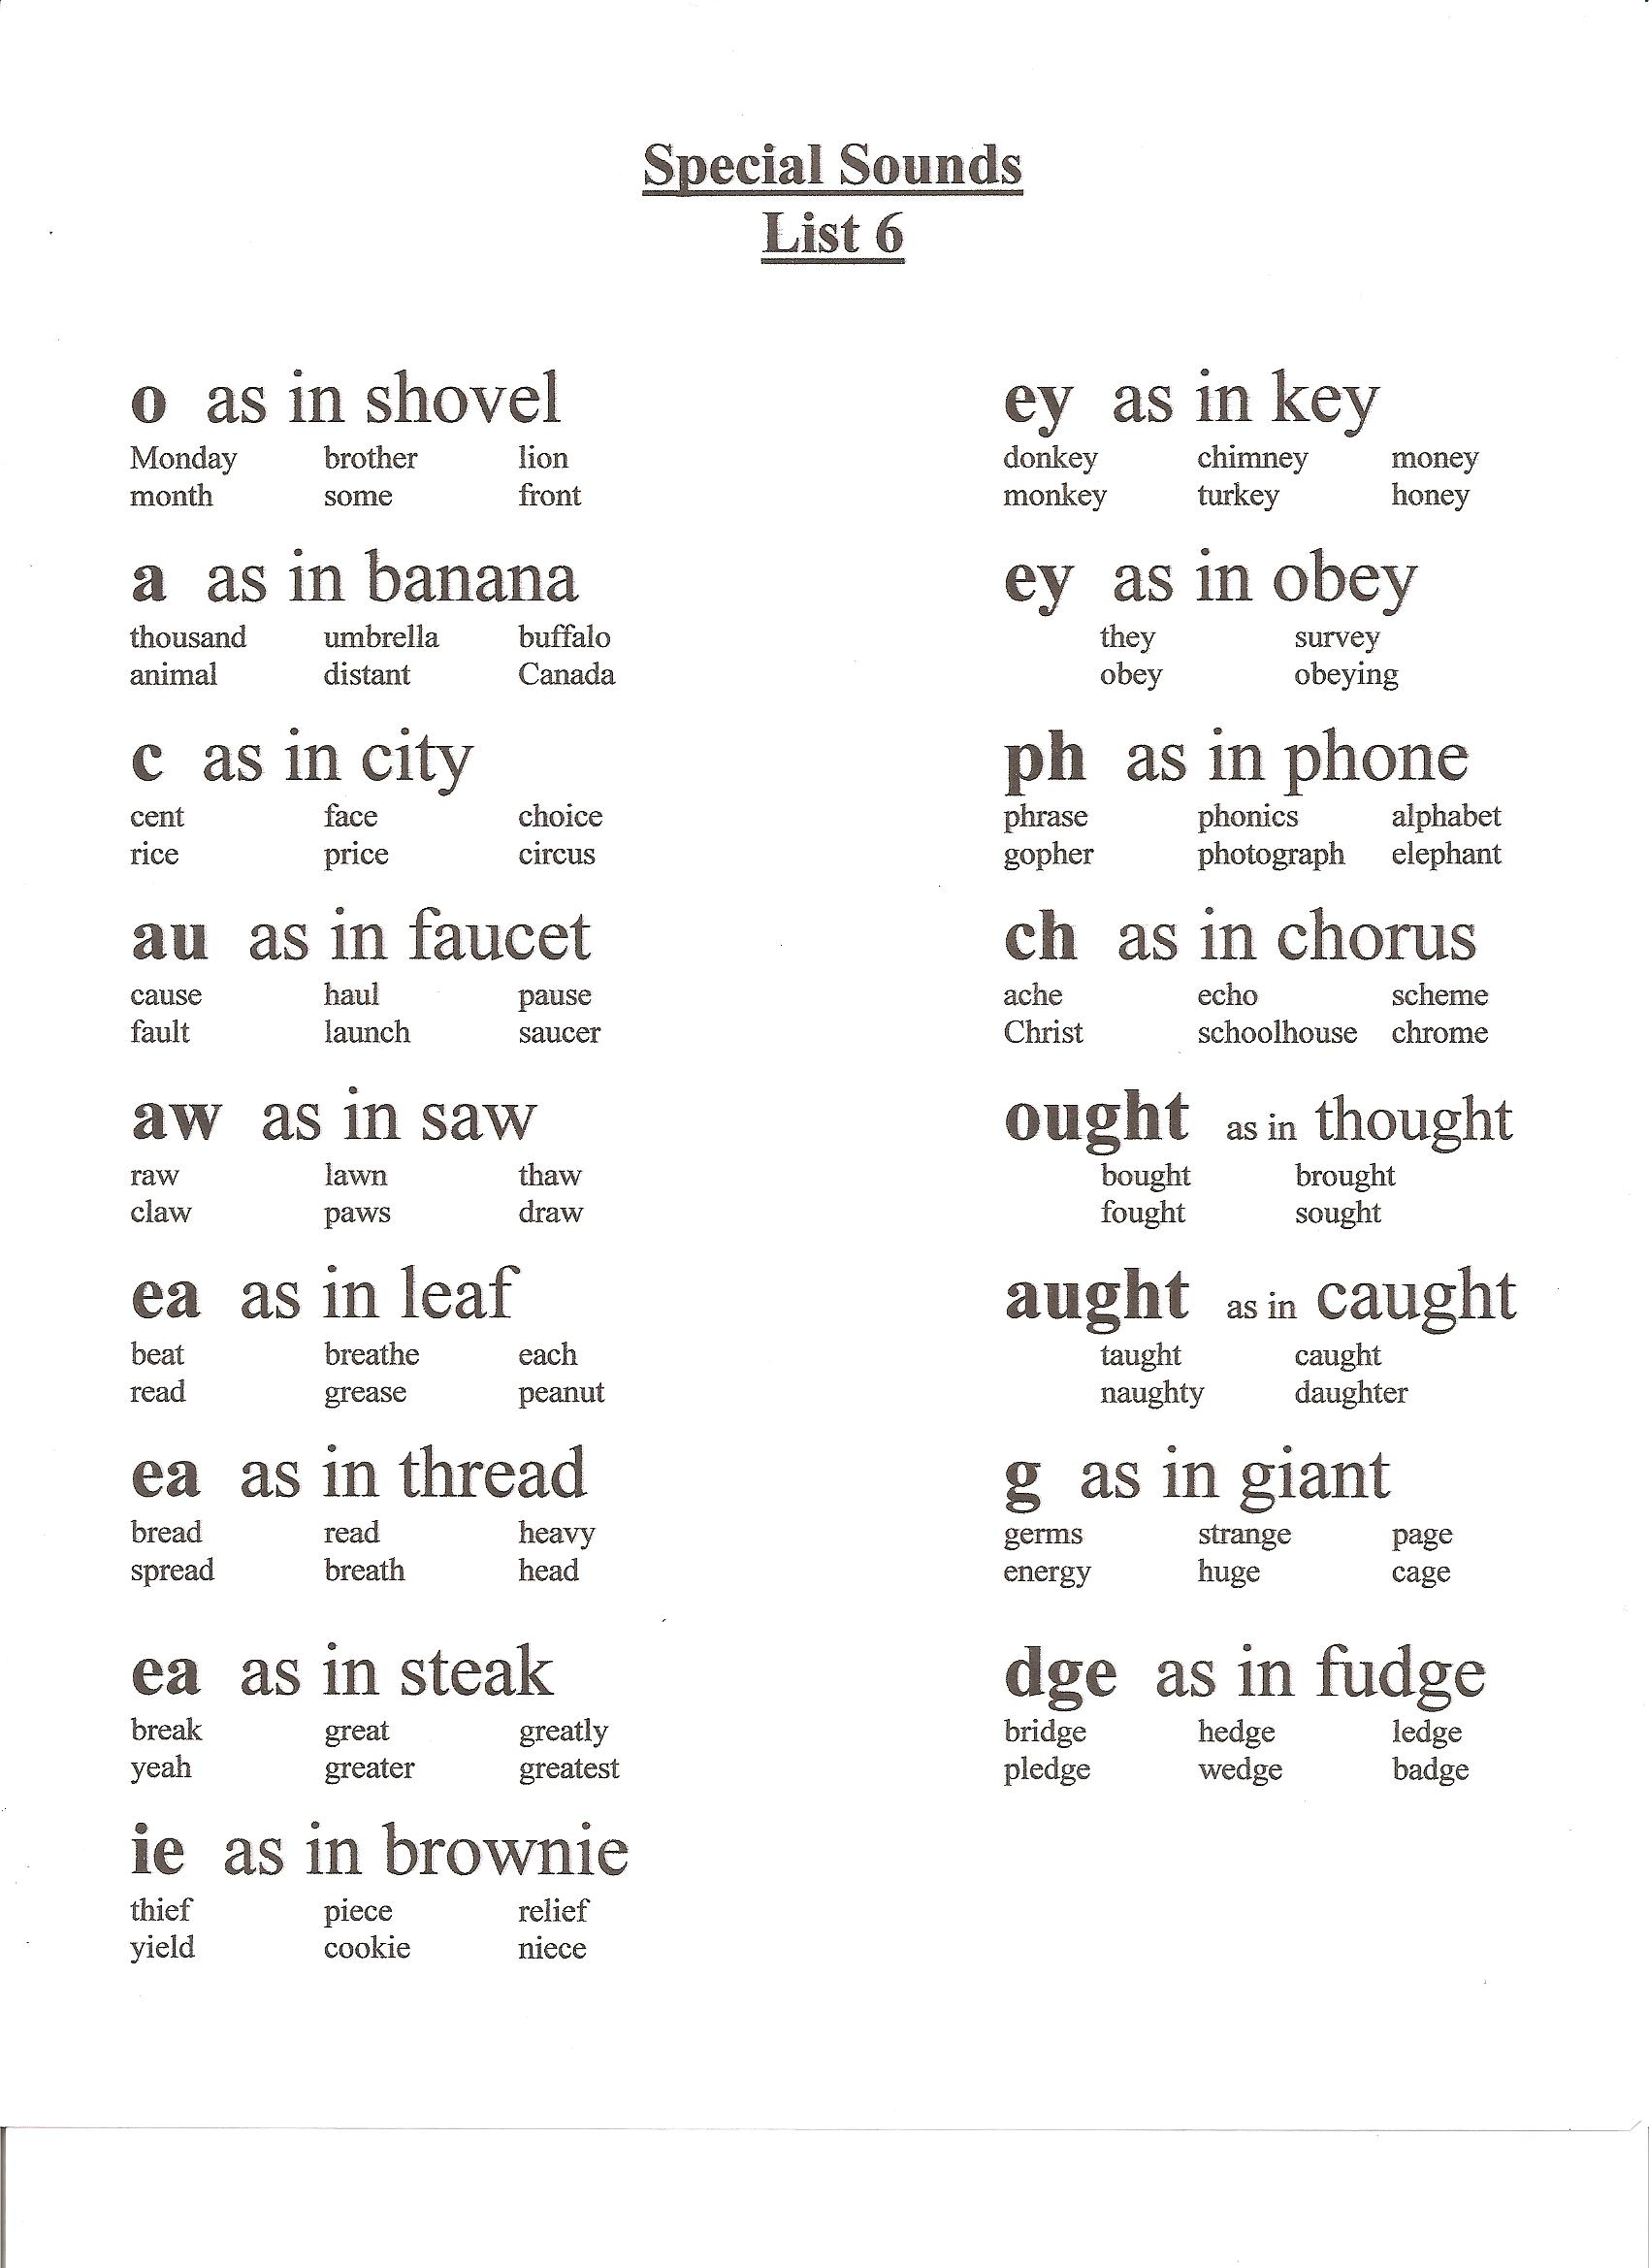 Special Sounds
List 6
o as in shovel
Monday brother lion
month some front
a as in banana
thousand umbrella buffalo
animal distant Canada
c as in city
cent face choice
rice price circus
au as in faucet
cause haul pause
fault launch saucer
aw as in saw
raw lawn thaw
claw paws draw
ea as in leaf
beat breathe each
read grease peanut
ea as in thread
bread read heavy
spread breath head
ea as in steak
break great greatly
yeah greater greatest
ie as in brownie
thief piece relief
yield cookie niece
ey as in key
donkey chimney money
monkey turkey honey
ey as in obey
they survey
obey obeying
ph as in phone
phrase phonics alphabet
gopher photograph elephant
ch as in chorus
ache echo scheme
Christ schoolhouse chrome
ought as in thought
bought brought
fought sought
aught as in caught
taught caught
naughty daughter
g as in giant
germs strange page
energy huge cage
dge as in fudge
bridge hedge ledge
pledge wedge badge